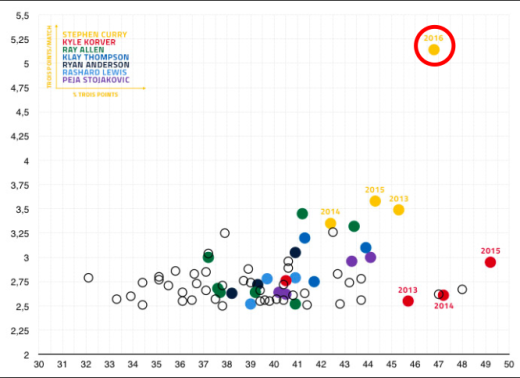 5,5
5,25
5
4,75
4,5
4,25
4
3,75
3,5
3,25
3
2,75
2,5
2,25
2
TROIS POINTS/MATCH
STEPHEN CURRY
KYLE KORVER
RAY ALLEN
KLAY THOMPSON
RYAN ANDERSON
RASHARD LEWIS
PEJA STOJAKOVIC
% TROIS POINTS
2016
2015
2013
2014
2015
2013
2014
30 31 32 33 34 35 36 37 38 39 40 41 42 43 44 45 46 47 48 49 50